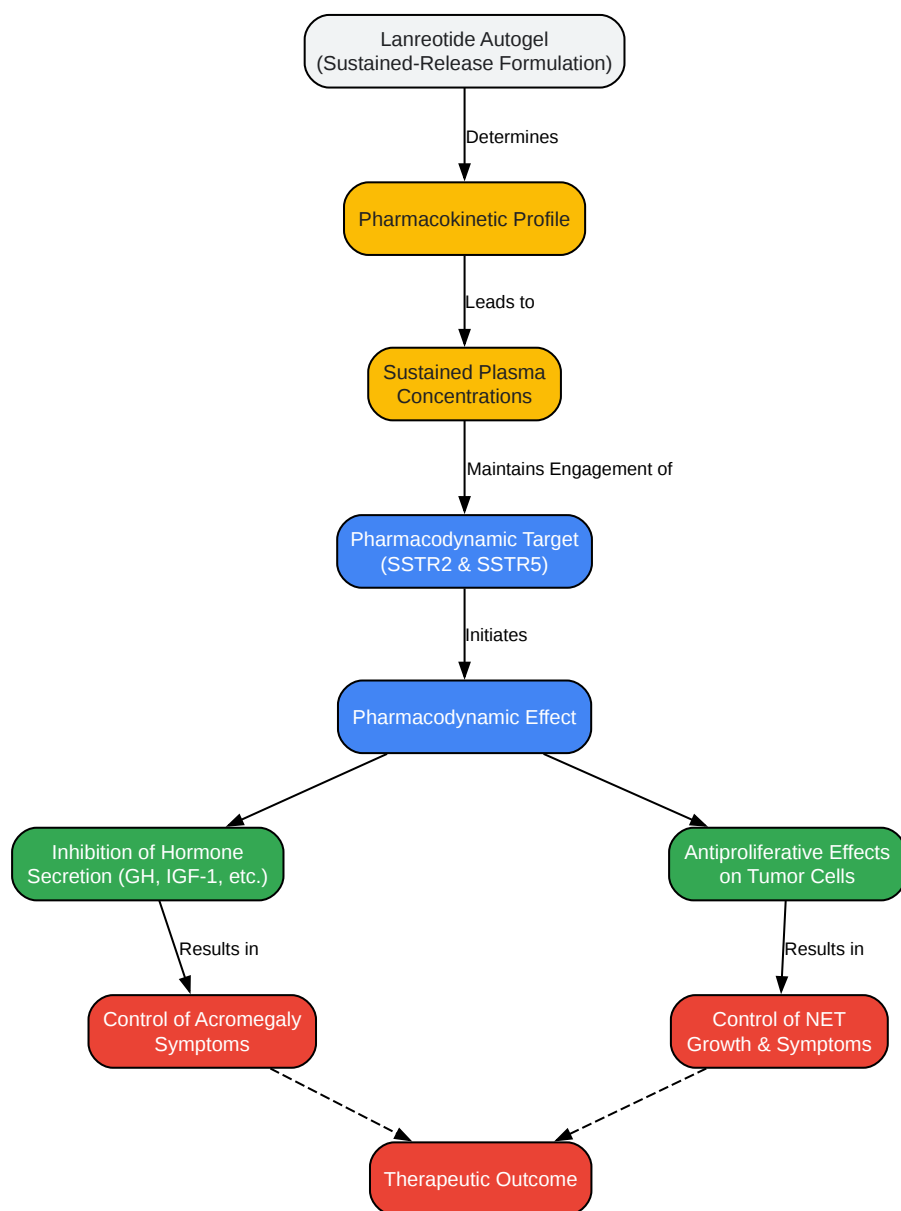 Lanreotide Autogel
(Sustained-Release Formulation)
Determines
Pharmacokinetic Profile
Leads to
Sustained Plasma
Concentrations
Maintains Engagement of
Pharmacodynamic Target
(SSTR2 & SSTR5)
Initiates
Pharmacodynamic Effect
Inhibition of Hormone
Secretion (GH, IGF-1, etc.)
Antiproliferative Effects
on Tumor Cells
Results in
Results in
Control of Acromegaly
Symptoms
Control of NET
Growth & Symptoms
Therapeutic Outcome